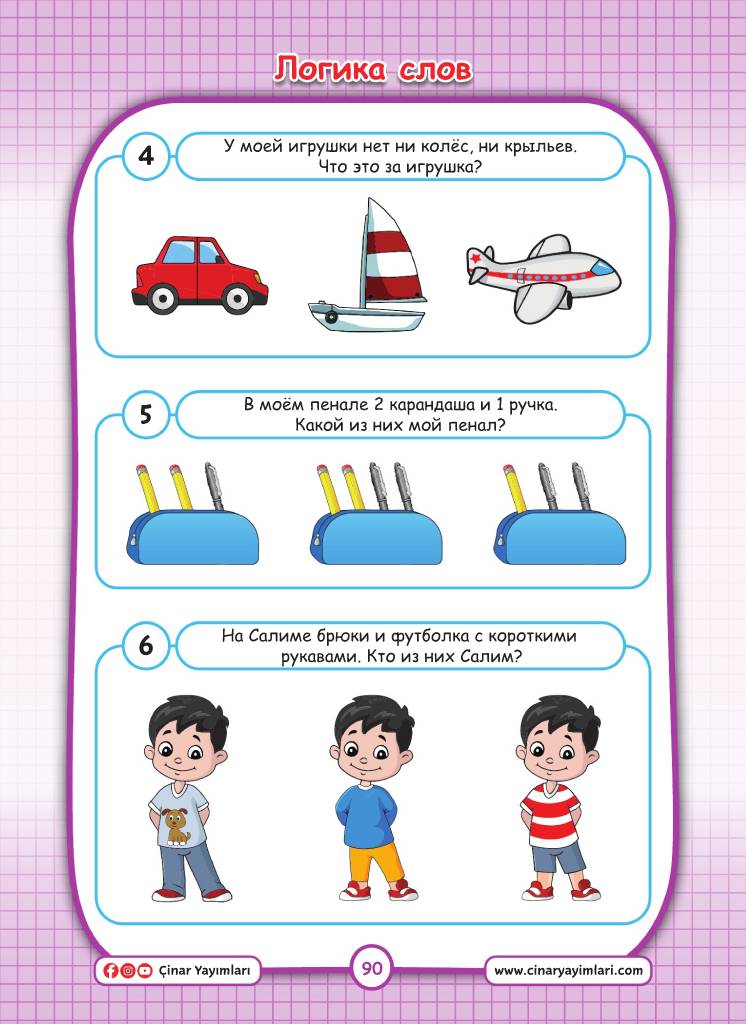 Логика слов
4
У моей игрушки нет ни колёс, ни крыльев.
Что это за игрушка?
5
В моём пенале 2 карандаша и 1 ручка.
Какой из них мой пенал?
6
На Салиме брюки и футболка с короткими
рукавами. Кто из них Салим?
Çınar Yayımları
90
www.cinaryayimlari.com